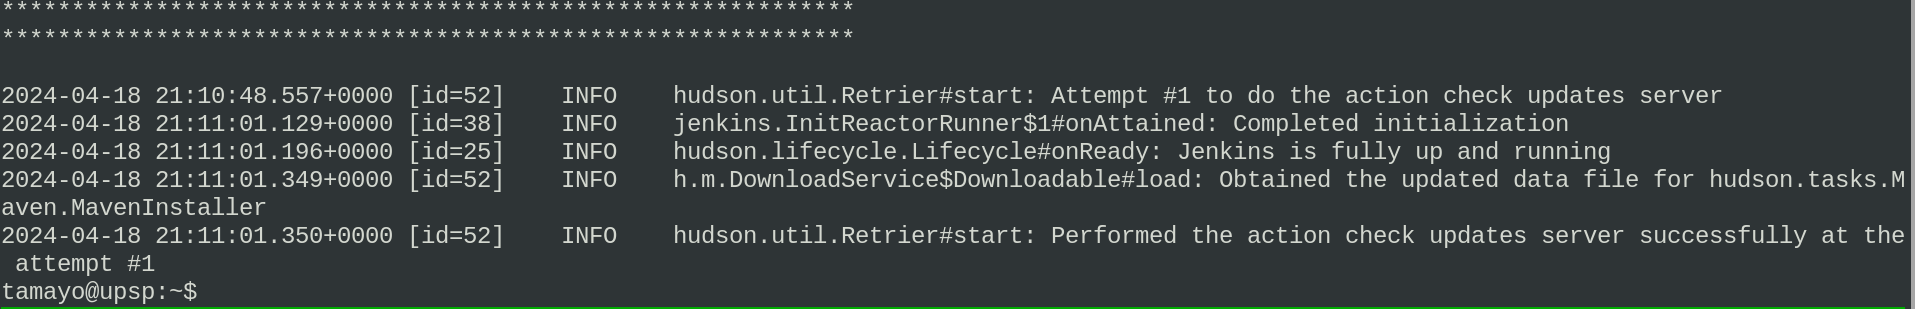 *************************************************************
*************************************************************
2024-04-18 21:10:48.557+0000 [id=52]    INFO    hudson.util.Retrier#start: Attempt #1 to do the action check updates server
2024-04-18 21:11:01.129+0000 [id=38]    INFO    jenkins.InitReactorRunner$1#onAttained: Completed initialization
2024-04-18 21:11:01.196+0000 [id=25]    INFO    hudson.lifecycle.Lifecycle#onReady: Jenkins is fully up and running
2024-04-18 21:11:01.349+0000 [id=52]    INFO    h.m.DownloadService$Downloadable#load: Obtained the updated data file for hudson.tasks.M
aven.MavenInstaller
2024-04-18 21:11:01.350+0000 [id=52]    INFO    hudson.util.Retrier#start: Performed the action check updates server successfully at the
 attempt #1
tamayo@upsp:~$